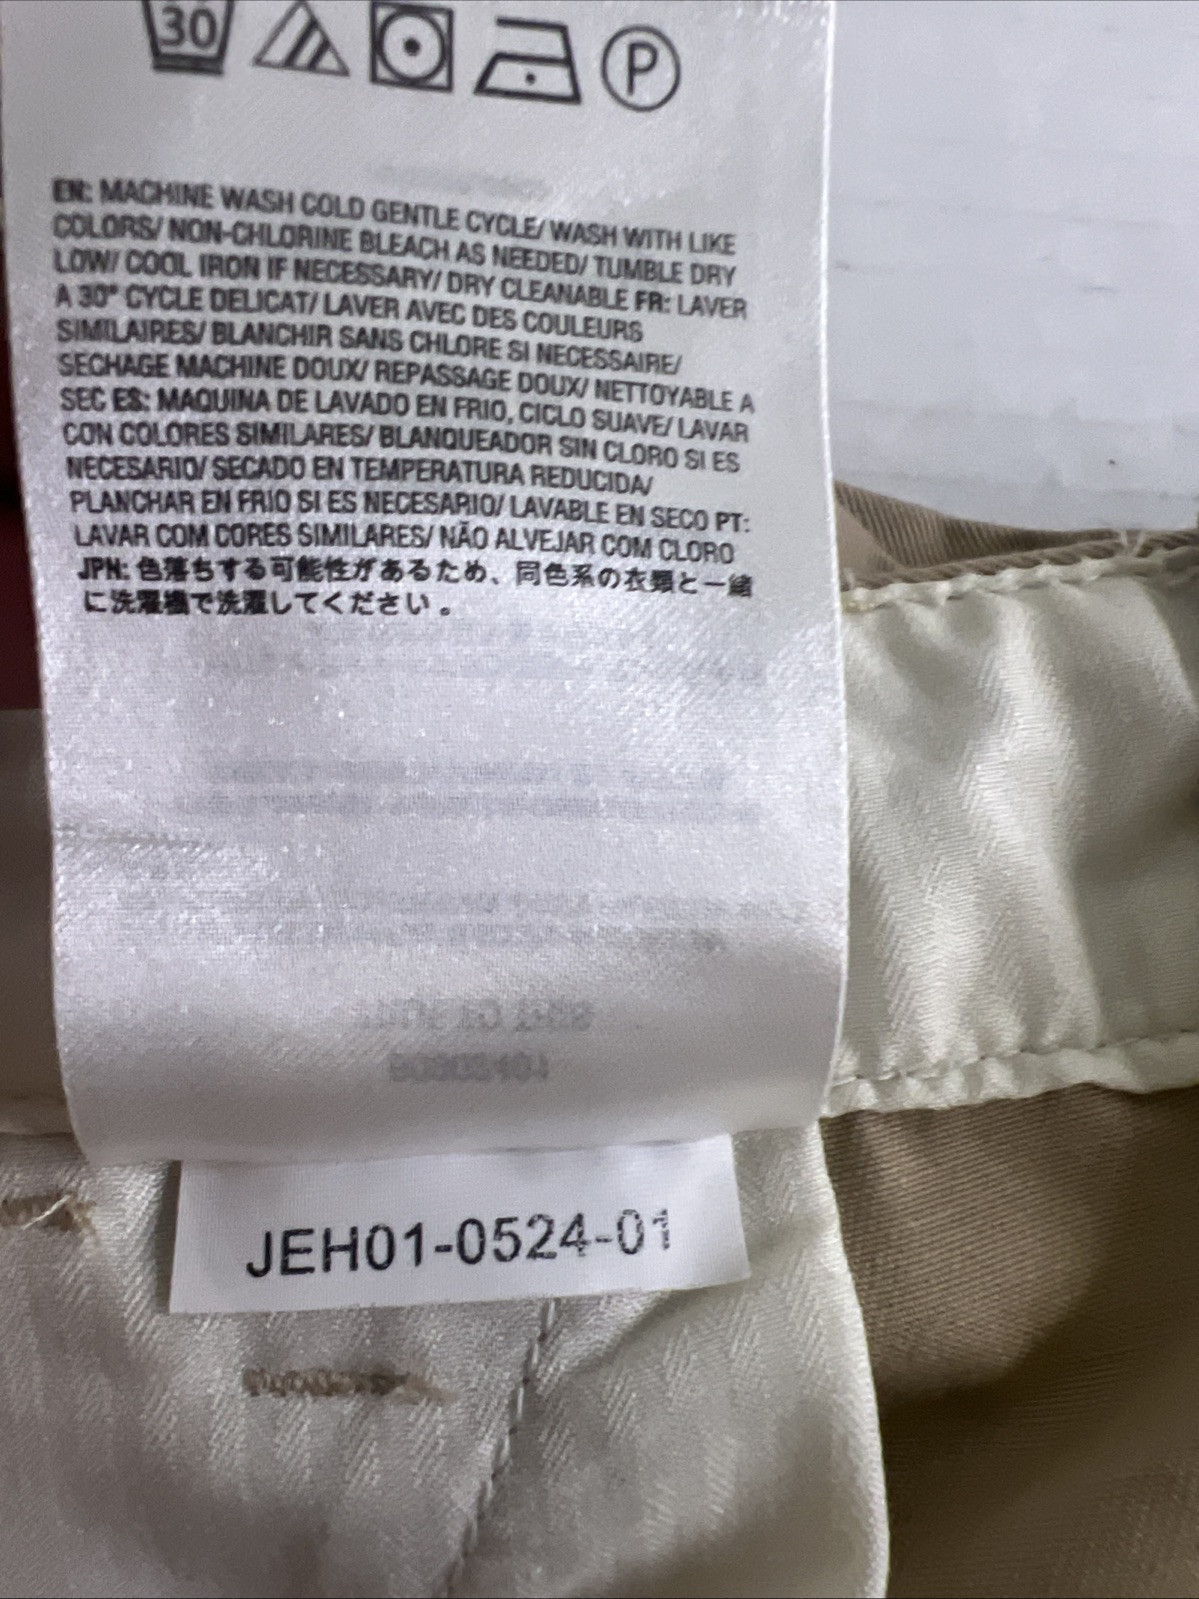 30
P
EN: MACHINE WASH COLD GENTLE CYCLE/ WASH WITH LIKE
COLORS/ NON-CHLORINE BLEACH AS NEEDED/ TUMBLE DRY
LOW/ COOL IRON IF NECESSARY/ DRY CLEANABLE FR: LAVER
A 30° CYCLE DELICAT/ LAVER AVEC DES COULEURS
SIMILAIRES/ BLANCHIR SANS CHLORE SI NECESSAIRE/
SECHAGE MACHINE DOUX/ REPASSAGE DOUX/ NETTOYABLE A
SEC ES: MAQUINA DE LAVADO EN FRIO, CICLO SUAVE/ LAVAR
CON COLORES SIMILARES/ BLANQUEADOR SIN CLORO SI ES
NECESARIO/ SECADO EN TEMPERATURA REDUCIDA/
PLANCHAR EN FRIO SI ES NECESARIO/ LAVABLE EN SECO PT:
LAVAR COM CORES SIMILARES/ NÃO ALVEJAR COM CLORO
JPN: 色落ちする可能性があるため、同色系の衣類と一緒
に洗濯機で洗濯してください。
JEH01-0524-01